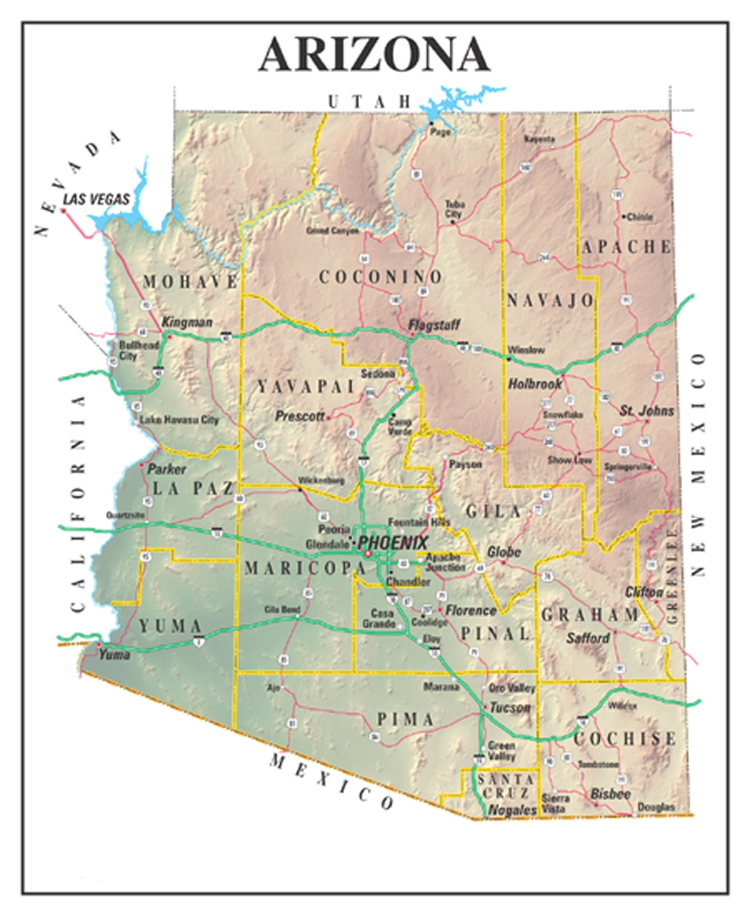 ARIZONA
UTAH
NEVADA
LAS VEGAS
Page
Kayenta
Tuba
City
Chinle
Grand Canyon
APACHE
MOHAVE
COCONINO
NAVAJO
Kingman
Flagstaff
Bullhead
City
Winslow
Holbrook
Sedona
YAVAPAI
Prescott
Camp
Verde
Snowflake
St. Johns
Lake Havasu City
Show Low
Springerville
Payson
Parker
LA PAZ
Wickenburg
GILA
CALIFORNIA
NEW MEXICO
Quartzsite
Peoria
Fountain Hills
Glendale
PHOENIX
Globe
Apache
Junction
MARICOPA
Chandler
GREENLEE
Clifton
Gila Bend
Casa
Grande
Coolidge
Florence
GRAHAM
Safford
YUMA
PINAL
Eloy
Yuma
Ajo
Marana
Oro Valley
Tucson
Willcox
PIMA
COCHISE
Green
Valley
Tombstone
MEXICO
SANTA
CRUZ
Sierra
Vista
Bisbee
Nogales
Douglas